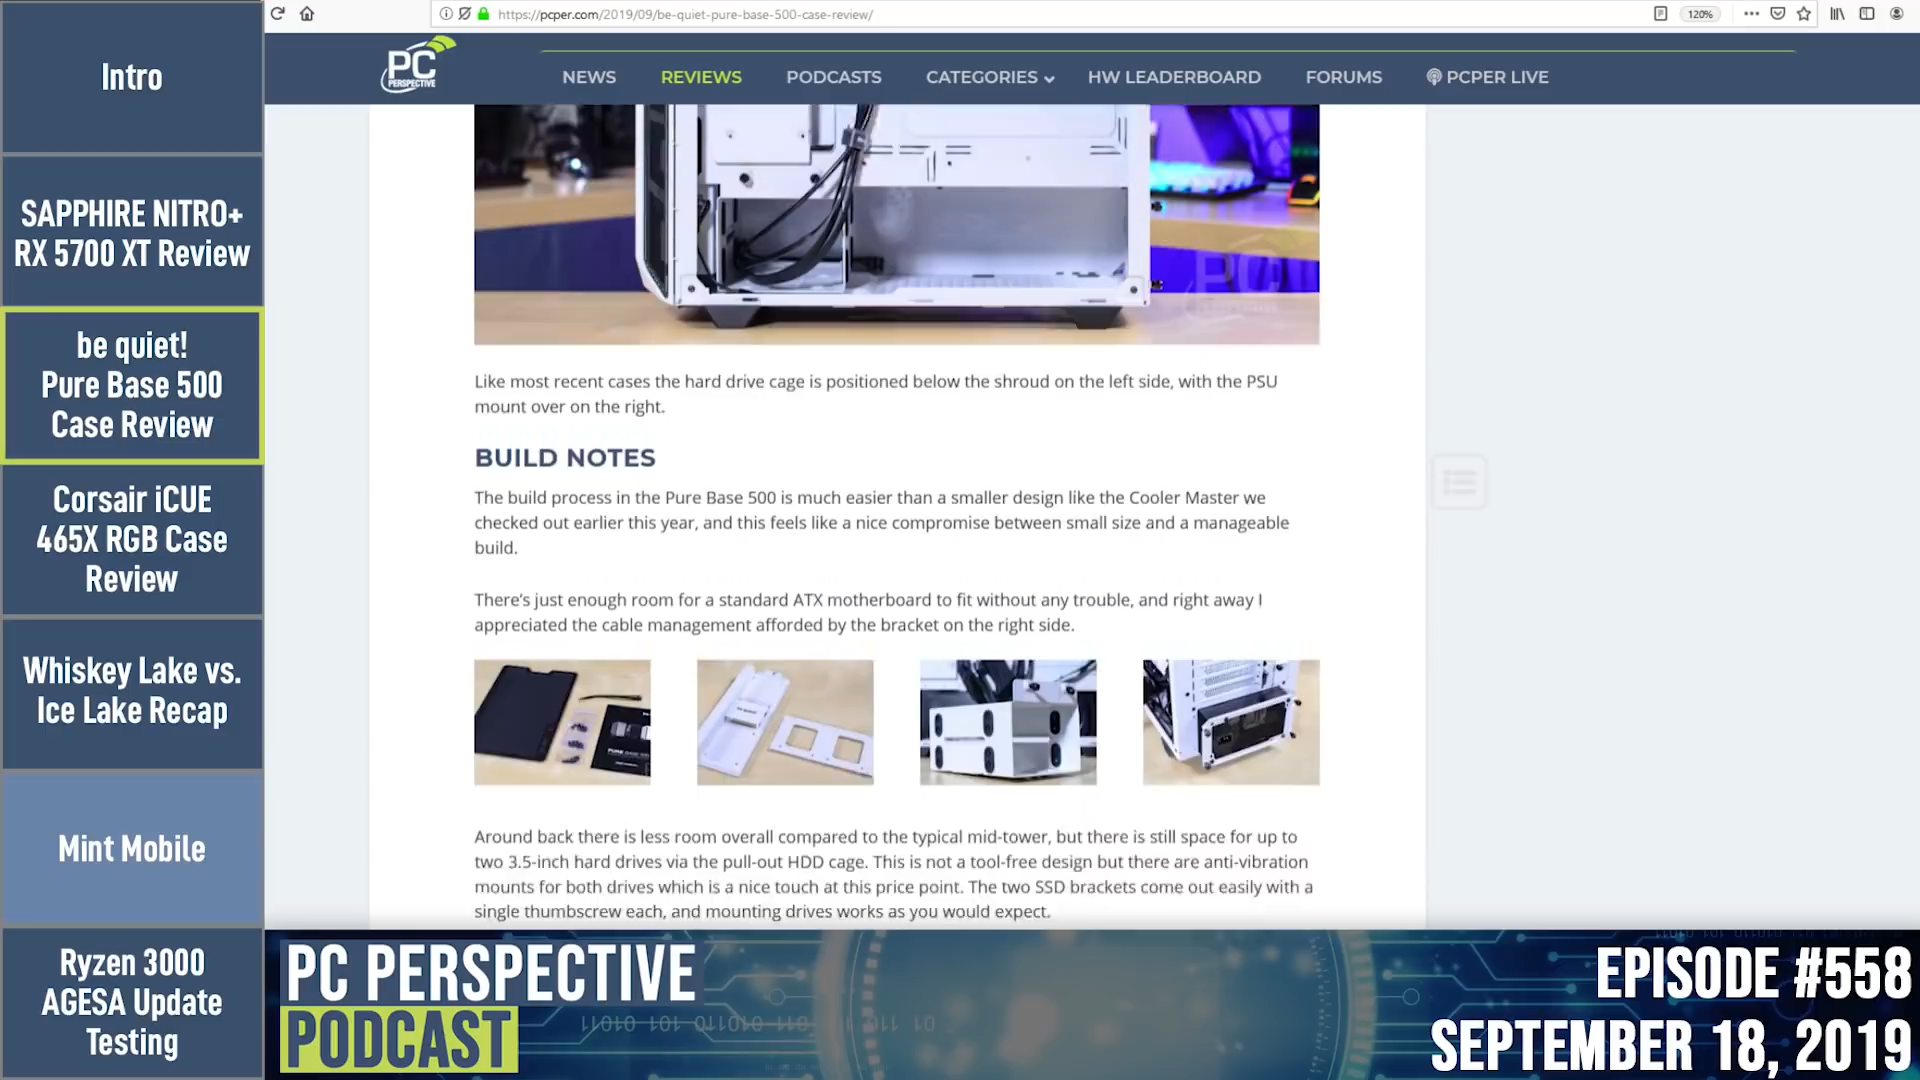 Intro
SAPPHIRE NITRO+
RX 5700 XT Review
be quiet!
Pure Base 500
Case Review
Corsair iCUE
465X RGB Case
Review
Whiskey Lake vs.
Ice Lake Recap
Mint Mobile
Ryzen 3000
AGESA Update
Testing
https://pcper.com/2019/09/be-quiet-pure-base-500-case-review/
120%
PC
PERSPECTIVE
NEWS
REVIEWS
PODCASTS
CATEGORIES
HW LEADERBOARD
FORUMS
PCPER LIVE
Like most recent cases the hard drive cage is positioned below the shroud on the left side, with the PSU
mount over on the right.
BUILD NOTES
The build process in the Pure Base 500 is much easier than a smaller design like the Cooler Master we
checked out earlier this year, and this feels like a nice compromise between small size and a manageable
build.
There's just enough room for a standard ATX motherboard to fit without any trouble, and right away I
appreciated the cable management afforded by the bracket on the right side.
Around back there is less room overall compared to the typical mid-tower, but there is still space for up to
two 3.5-inch hard drives via the pull-out HDD cage. This is not a tool-free design but there are anti-vibration
mounts for both drives which is a nice touch at this price point. The two SSD brackets come out easily with a
single thumbscrew each, and mounting drives works as you would expect.
PC PERSPECTIVE
PODCAST
EPISODE #558
SEPTEMBER 18, 2019